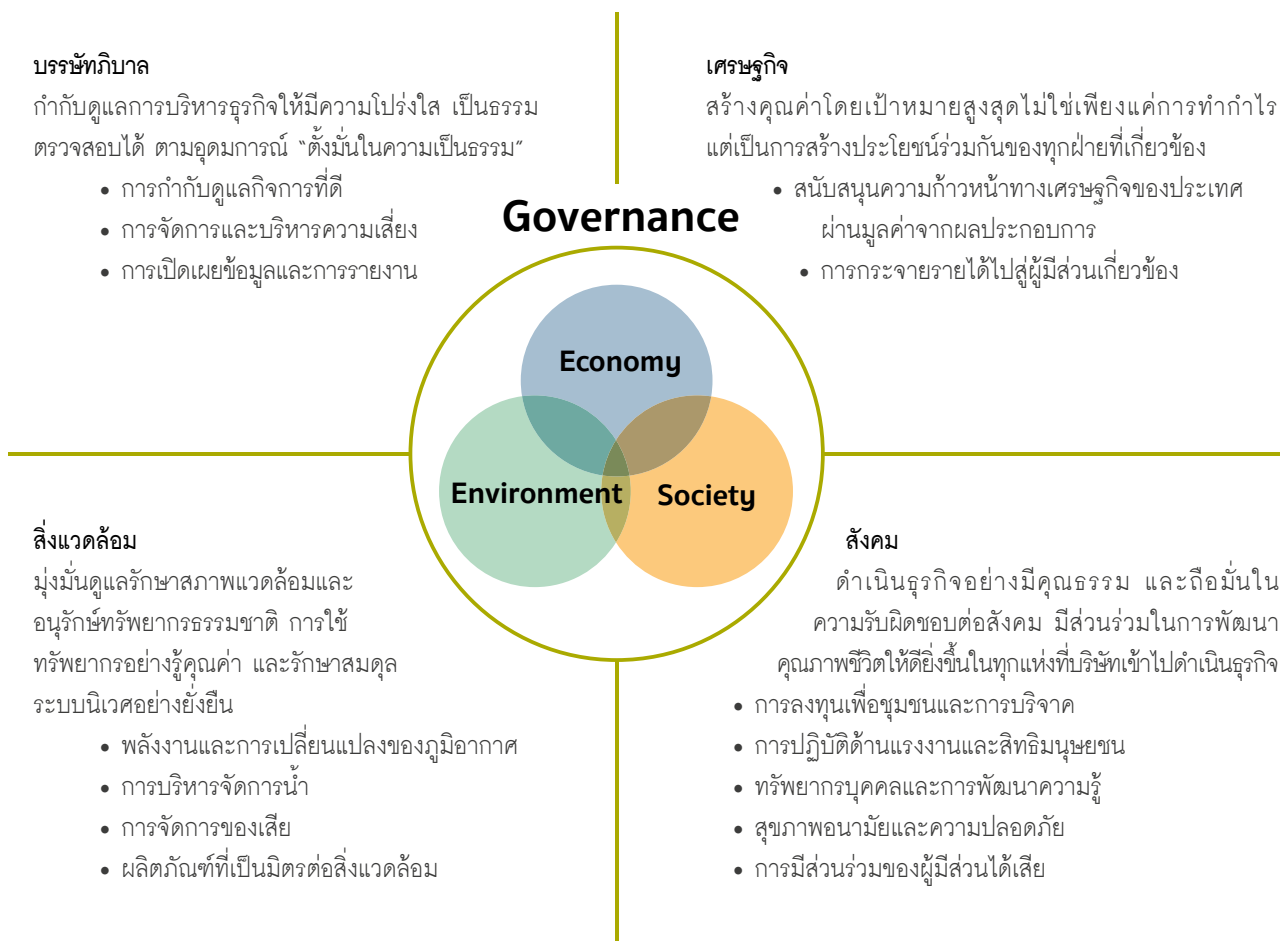 บรรษัทภิบาล
กำกับดูแลการบริหารธุรกิจให้มีความโปร่งใส เป็นธรรม
ตรวจสอบได้ ตามอุดมการณ์ “ตั้งมั่นในความเป็นธรรม”
• การกำกับดูแลกิจการที่ดี
• การจัดการและบริหารความเสี่ยง
• การเปิดเผยข้อมูลและการรายงาน
เศรษฐกิจ
สร้างคุณค่าโดยเป้าหมายสูงสุดไม่ใช่เพียงแค่การทำกำไร
แต่เป็นการสร้างประโยชน์ร่วมกันของทุกฝ่ายที่เกี่ยวข้อง
• สนับสนุนความก้าวหน้าทางเศรษฐกิจของประเทศ
ผ่านมูลค่าจากผลประกอบการ
• การกระจายรายได้ไปสู่ผู้มีส่วนเกี่ยวข้อง
Governance
Economy
Environment
Society
สิ่งแวดล้อม
มุ่งมั่นดูแลรักษาสภาพแวดล้อมและ
อนุรักษ์ทรัพยากรธรรมชาติ การใช้
ทรัพยากรอย่างรู้คุณค่า และรักษาสมดุล
ระบบนิเวศอย่างยั่งยืน
• พลังงานและการเปลี่ยนแปลงของภูมิอากาศ
• การบริหารจัดการน้ำ
• การจัดการของเสีย
• ผลิตภัณฑ์ที่เป็นมิตรต่อสิ่งแวดล้อม
สังคม
ดำเนินธุรกิจอย่างมีคุณธรรม และถือมั่นใน
ความรับผิดชอบต่อสังคม มีส่วนร่วมในการพัฒนา
คุณภาพชีวิตให้ดียิ่งขึ้นในทุกแห่งที่บริษัทเข้าไปดำเนินธุรกิจ
• การลงทุนเพื่อชุมชนและการบริจาค
• การปฏิบัติด้านแรงงานและสิทธิมนุษยชน
• ทรัพยากรบุคคลและการพัฒนาความรู้
• สุขภาพอนามัยและความปลอดภัย
• การมีส่วนร่วมของผู้มีส่วนได้เสีย